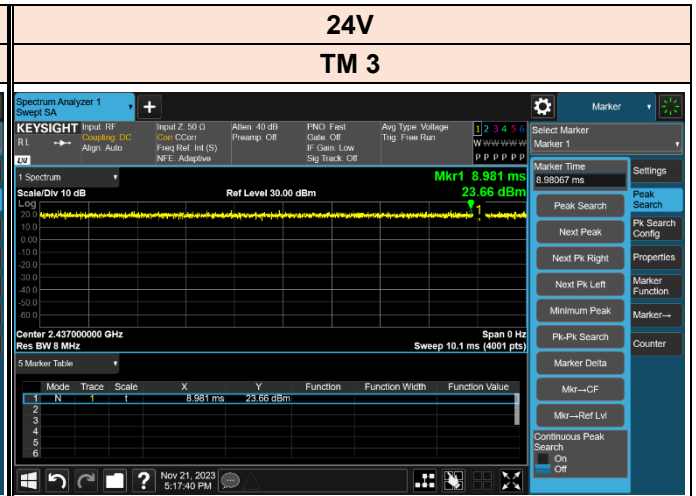 24V
TM 3
Spectrum Analyzer 1
Swept SA
Marker
KEYSIGHT
Input: RF
Input Z: 50 Ω
Atten: 40 dB
PNO: Fast
Avg Type: Voltage
1 2 3 4 5 6
R L
Coupling: DC
Corr CCorr
Preamp: Off
Gate: Off
Trig: Free Run
W W W W W W
Align: Auto
Freq Ref: Int (S)
IF Gain: Low
NFE: Adaptive
Sig Track: Off
P P P P P P
LXI
Select Marker
Marker 1
1 Spectrum
Mkr1 8.981 ms
Scale/Div 10 dB
Ref Level 30.00 dBm
23.66 dBm
Log
20.0
10.0
0.00
-10.0
-20.0
-30.0
-40.0
-50.0
-60.0
1
Center 2.437000000 GHz
Span 0 Hz
Res BW 8 MHz
Sweep 10.1 ms (4001 pts)
5 Marker Table
Mode Trace Scale X Y Function Function Width Function Value
1 N 1 t 8.981 ms 23.66 dBm
2
3
4
5
6
Marker Time
8.98067 ms
Peak Search
Next Peak
Next Pk Right
Next Pk Left
Minimum Peak
Pk-Pk Search
Marker Delta
Mkr→CF
Mkr→Ref Lvl
Continuous Peak
Search
On
Off
Settings
Peak
Search
Pk Search
Config
Properties
Marker
Function
Marker→
Counter
?
Nov 21, 2023
5:17:40 PM